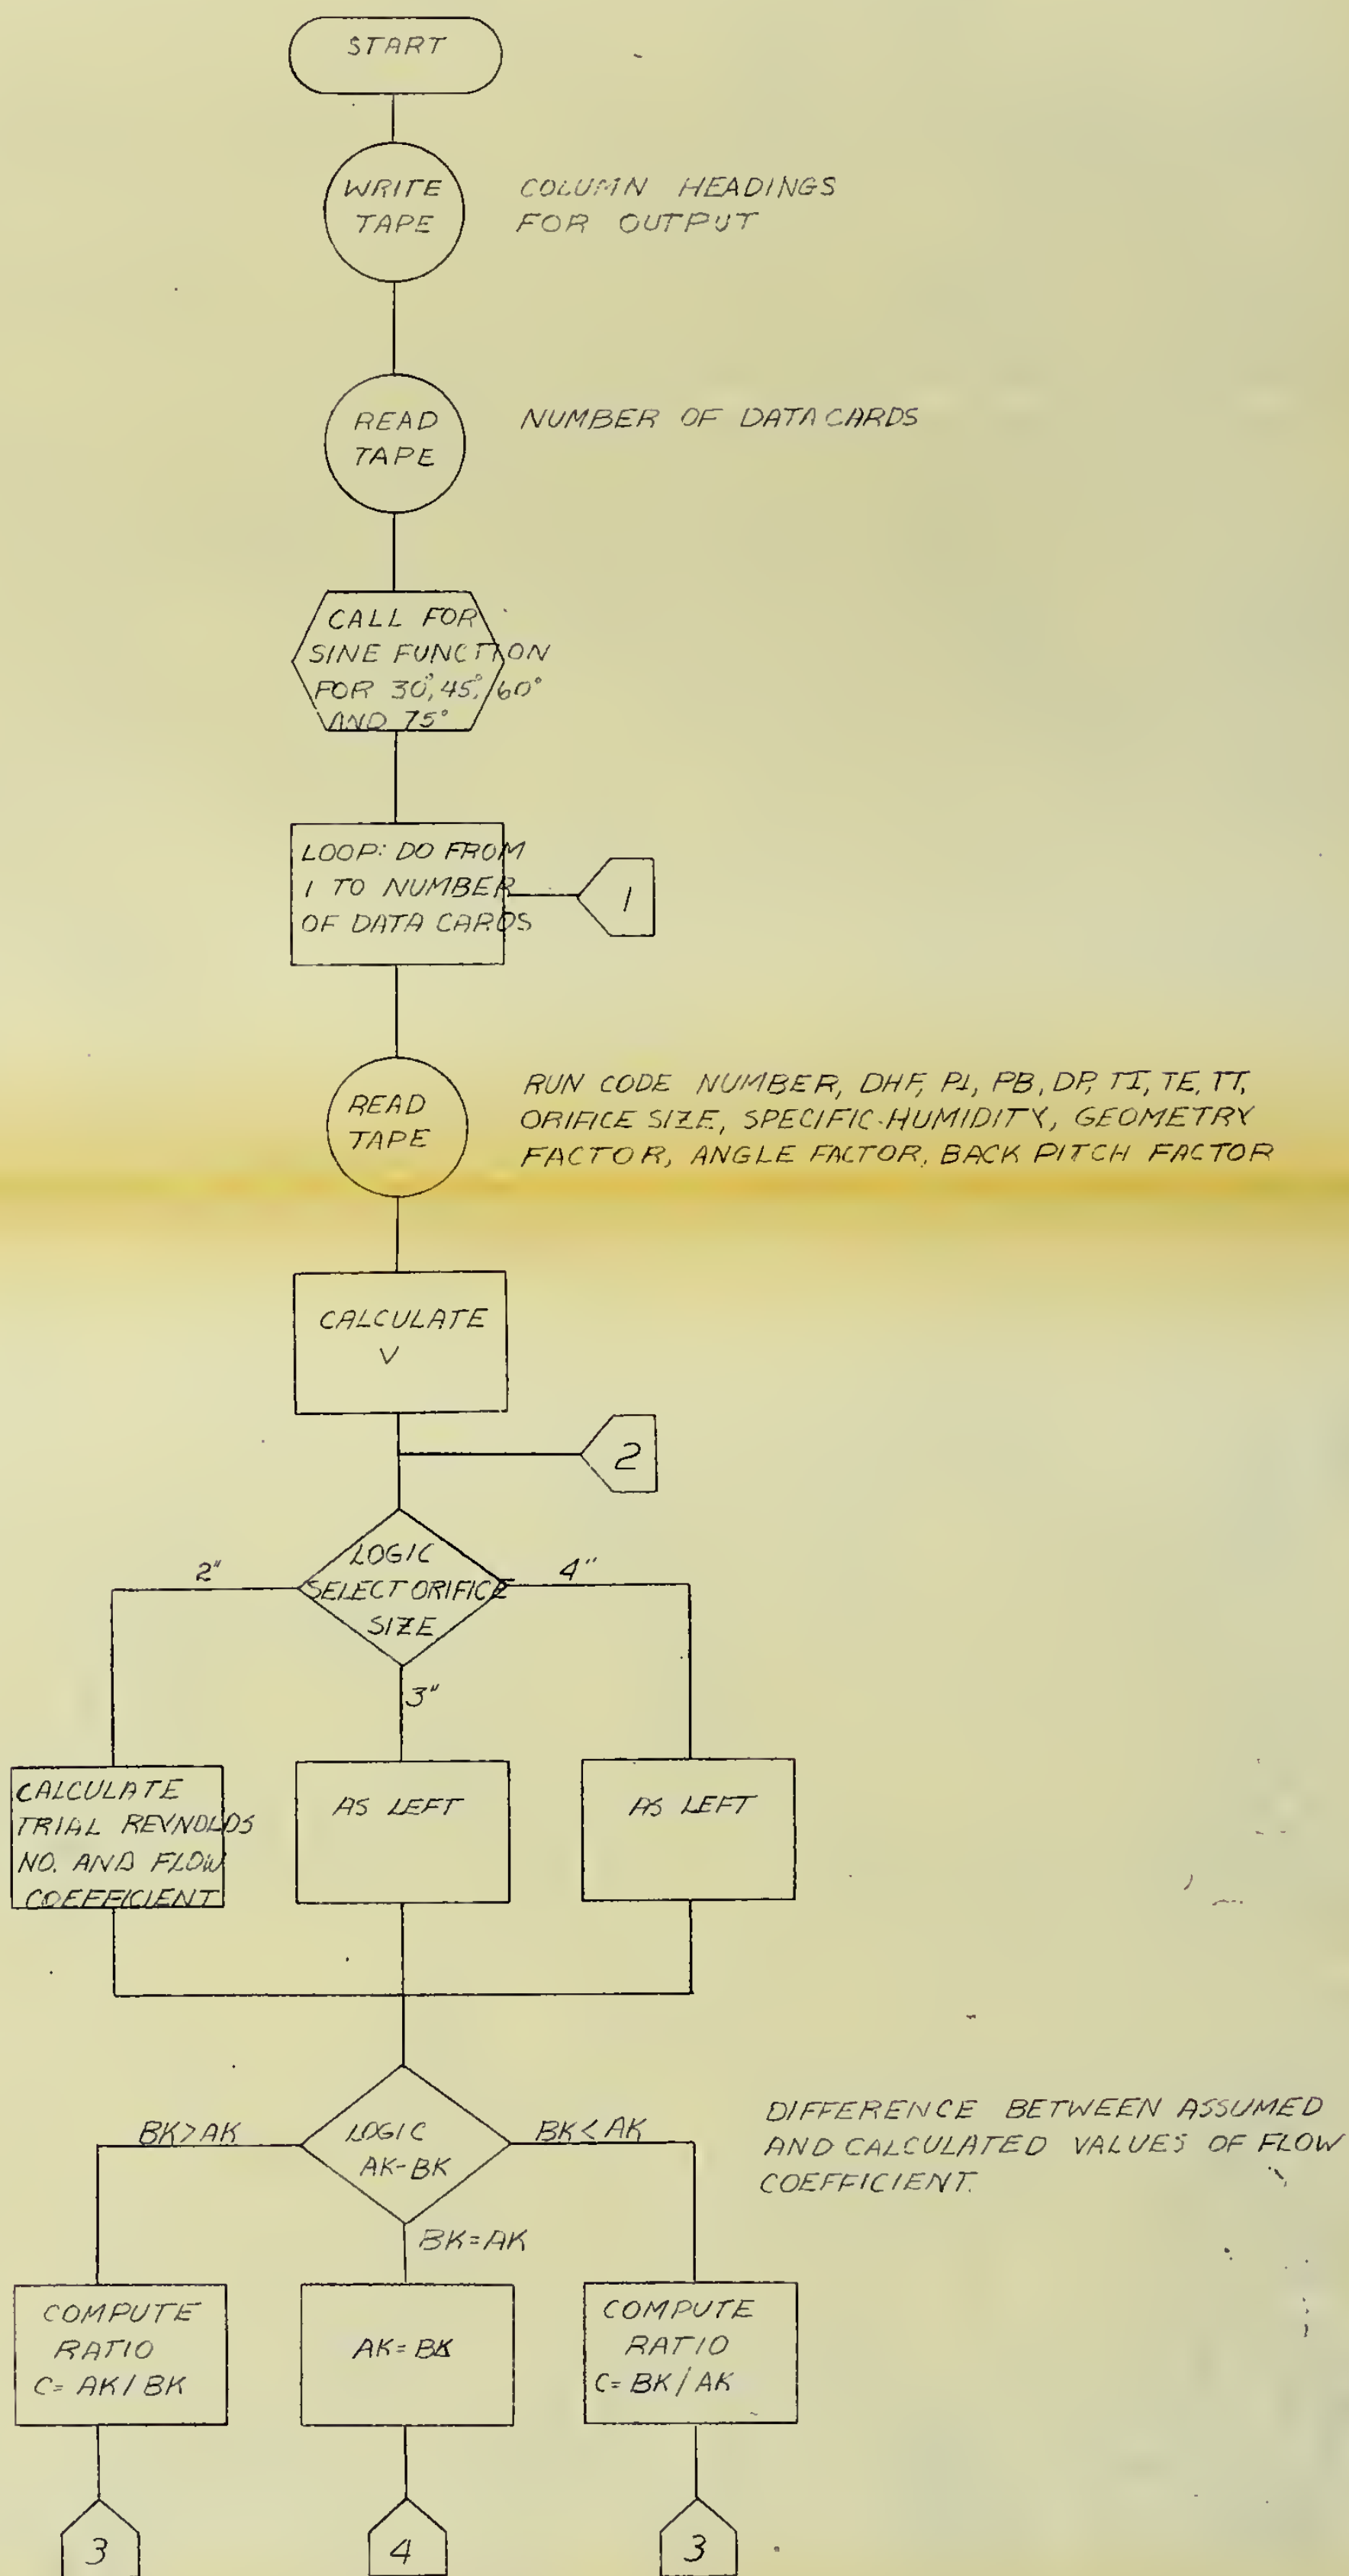 START
WRITE
TAPE
COLUMN HEADINGS
FOR OUTPUT
READ
TAPE
NUMBER OF DATA CARDS
CALL FOR
SINE FUNCTION
FOR 30°, 45°, 60°
AND 75°
LOOP: DO FROM
1 TO NUMBER
OF DATA CARDS
1
READ
TAPE
RUN CODE NUMBER, DHF, P1, PB, DP, TI, TE, TT,
ORIFICE SIZE, SPECIFIC HUMIDITY, GEOMETRY
FACTOR, ANGLE FACTOR, BACK PITCH FACTOR
CALCULATE
V
2
LOGIC
SELECT ORIFICE
SIZE
2"
4"
3"
CALCULATE
TRIAL REYNOLDS
NO. AND FLOW
COEFFICIENT
AS LEFT
AS LEFT
LOGIC
AK-BK
BK>AK
BK<AK
BK=AK
DIFFERENCE BETWEEN ASSUMED
AND CALCULATED VALUES OF FLOW
COEFFICIENT.
COMPUTE
RATIO
C= AK/BK
AK=BK
COMPUTE
RATIO
C=BK/AK
3
4
3